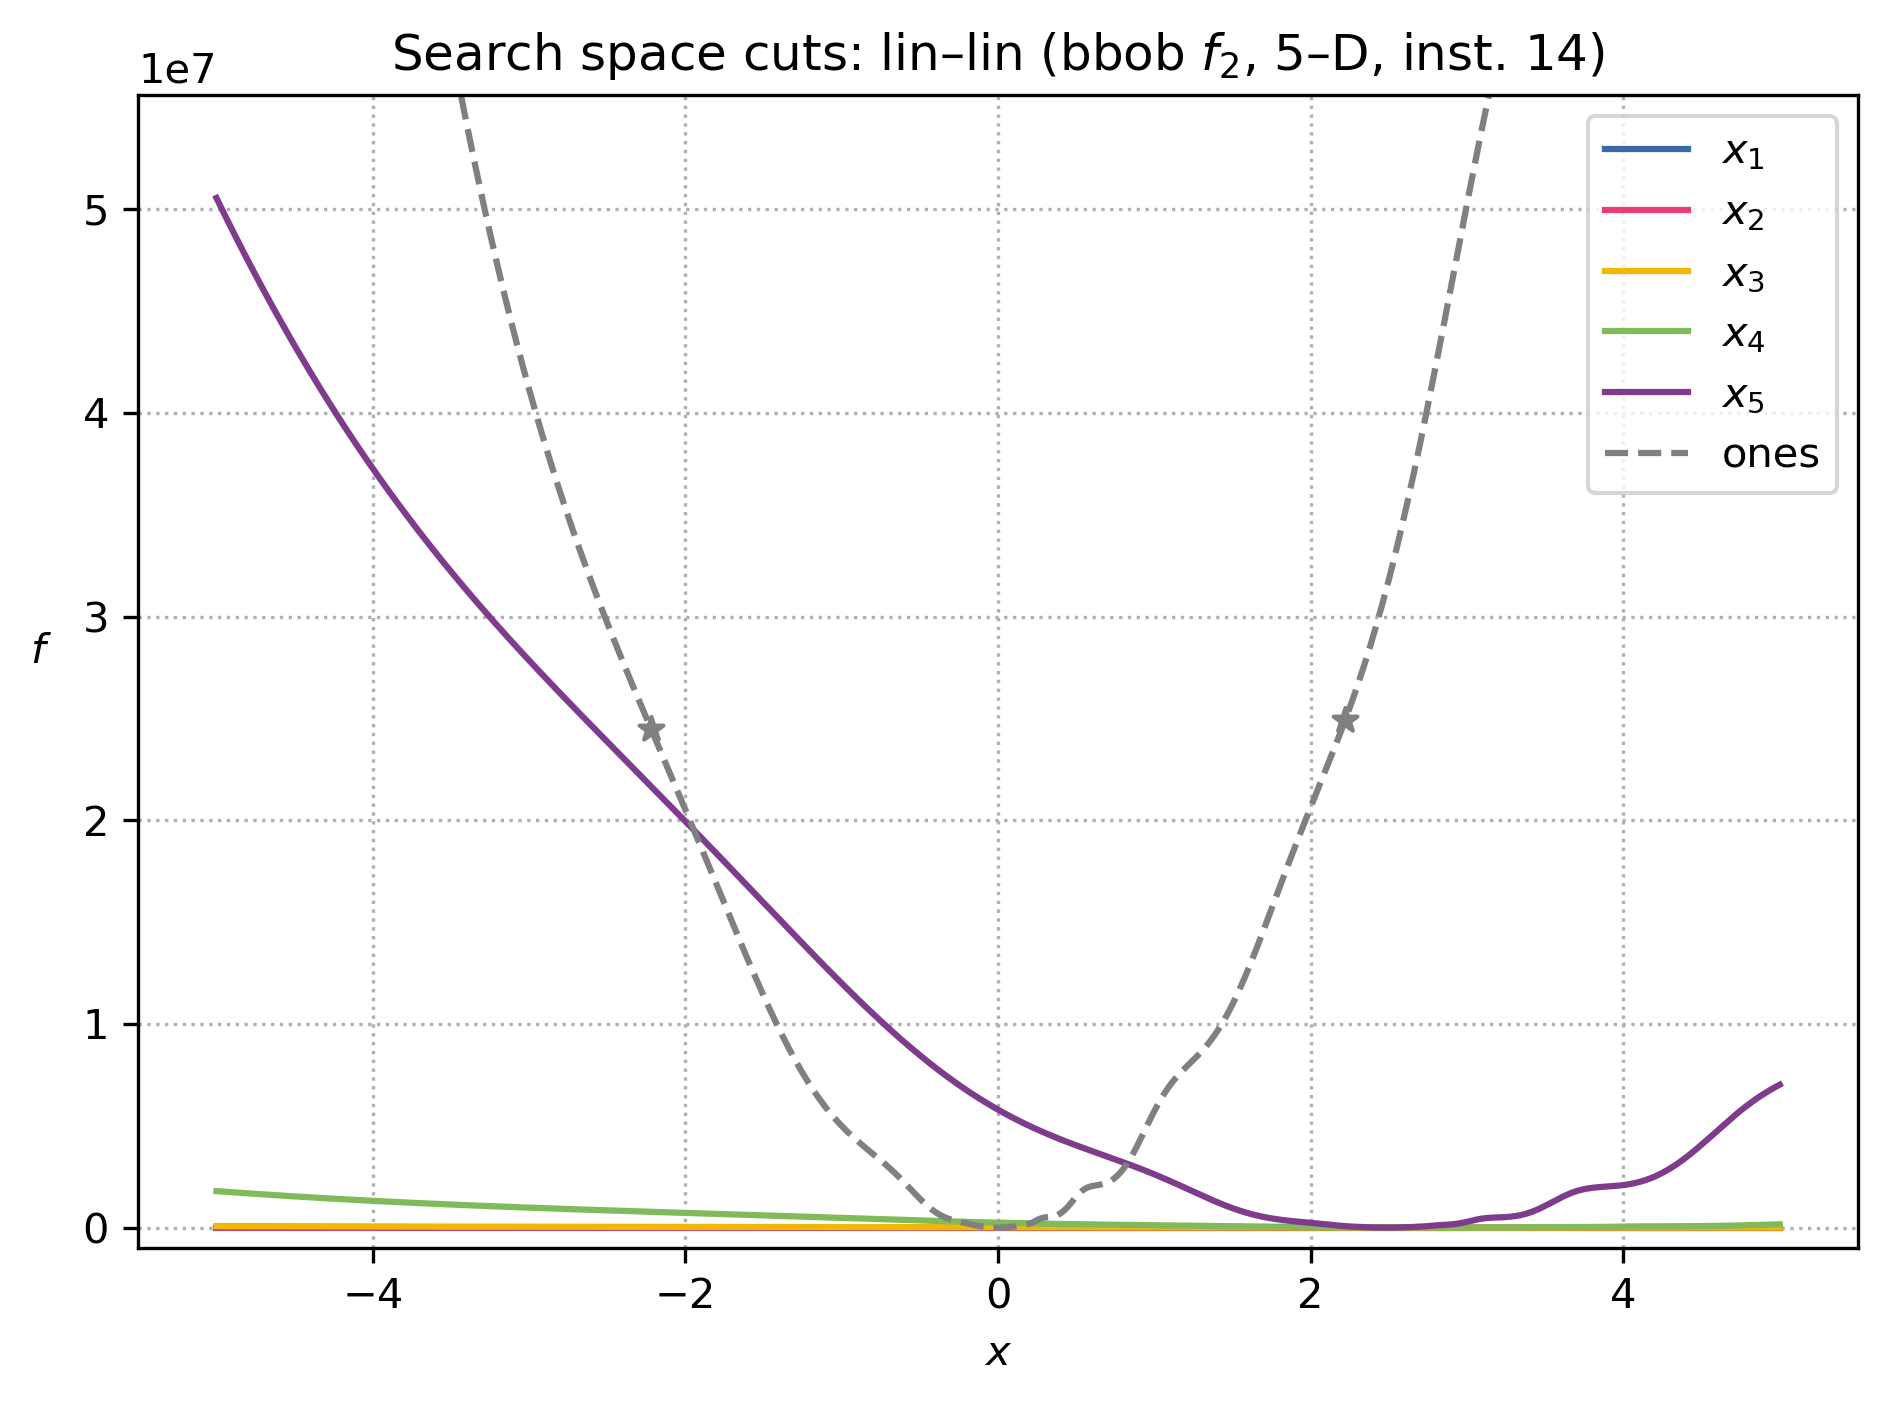 Search space cuts: lin–lin (bbob f₂, 5–D, inst. 14)
1e7
5
4
3
2
1
0
f
−4
−2
0
2
4
x
x₁
x₂
x₃
x₄
x₅
ones